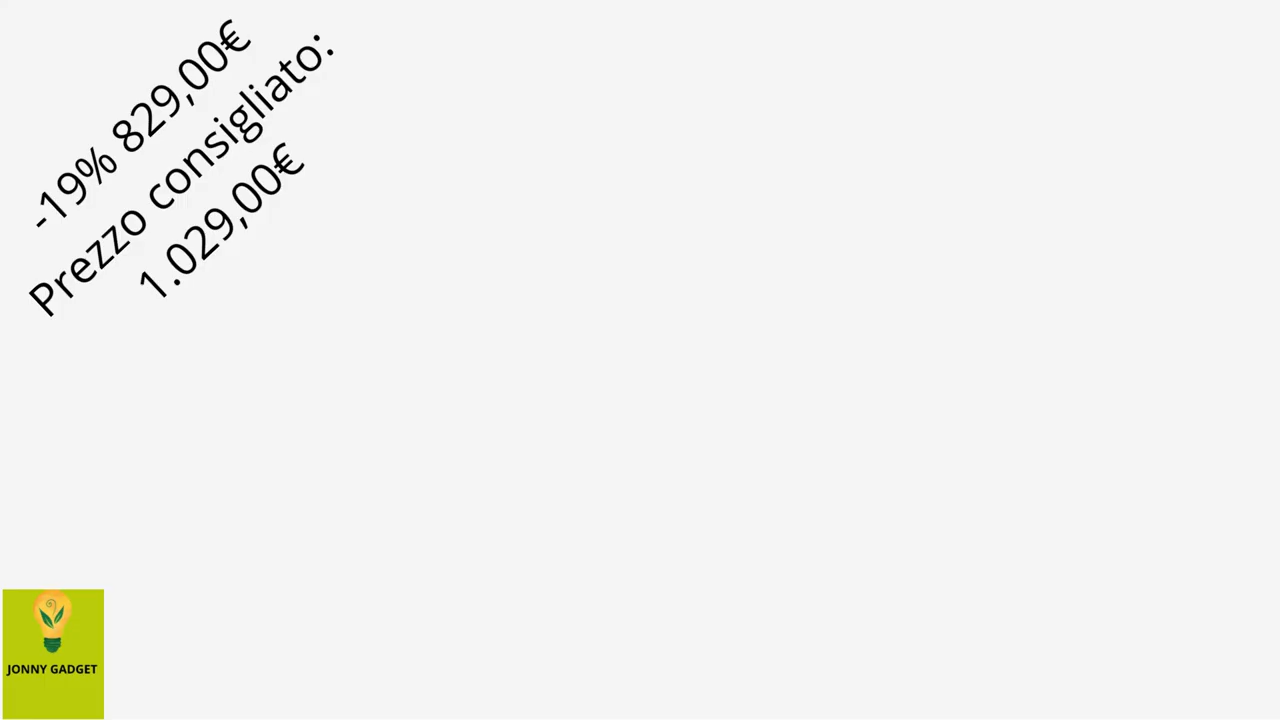 -19% 829,00€
Prezzo consigliato:
1.029,00€
JONNY GADGET